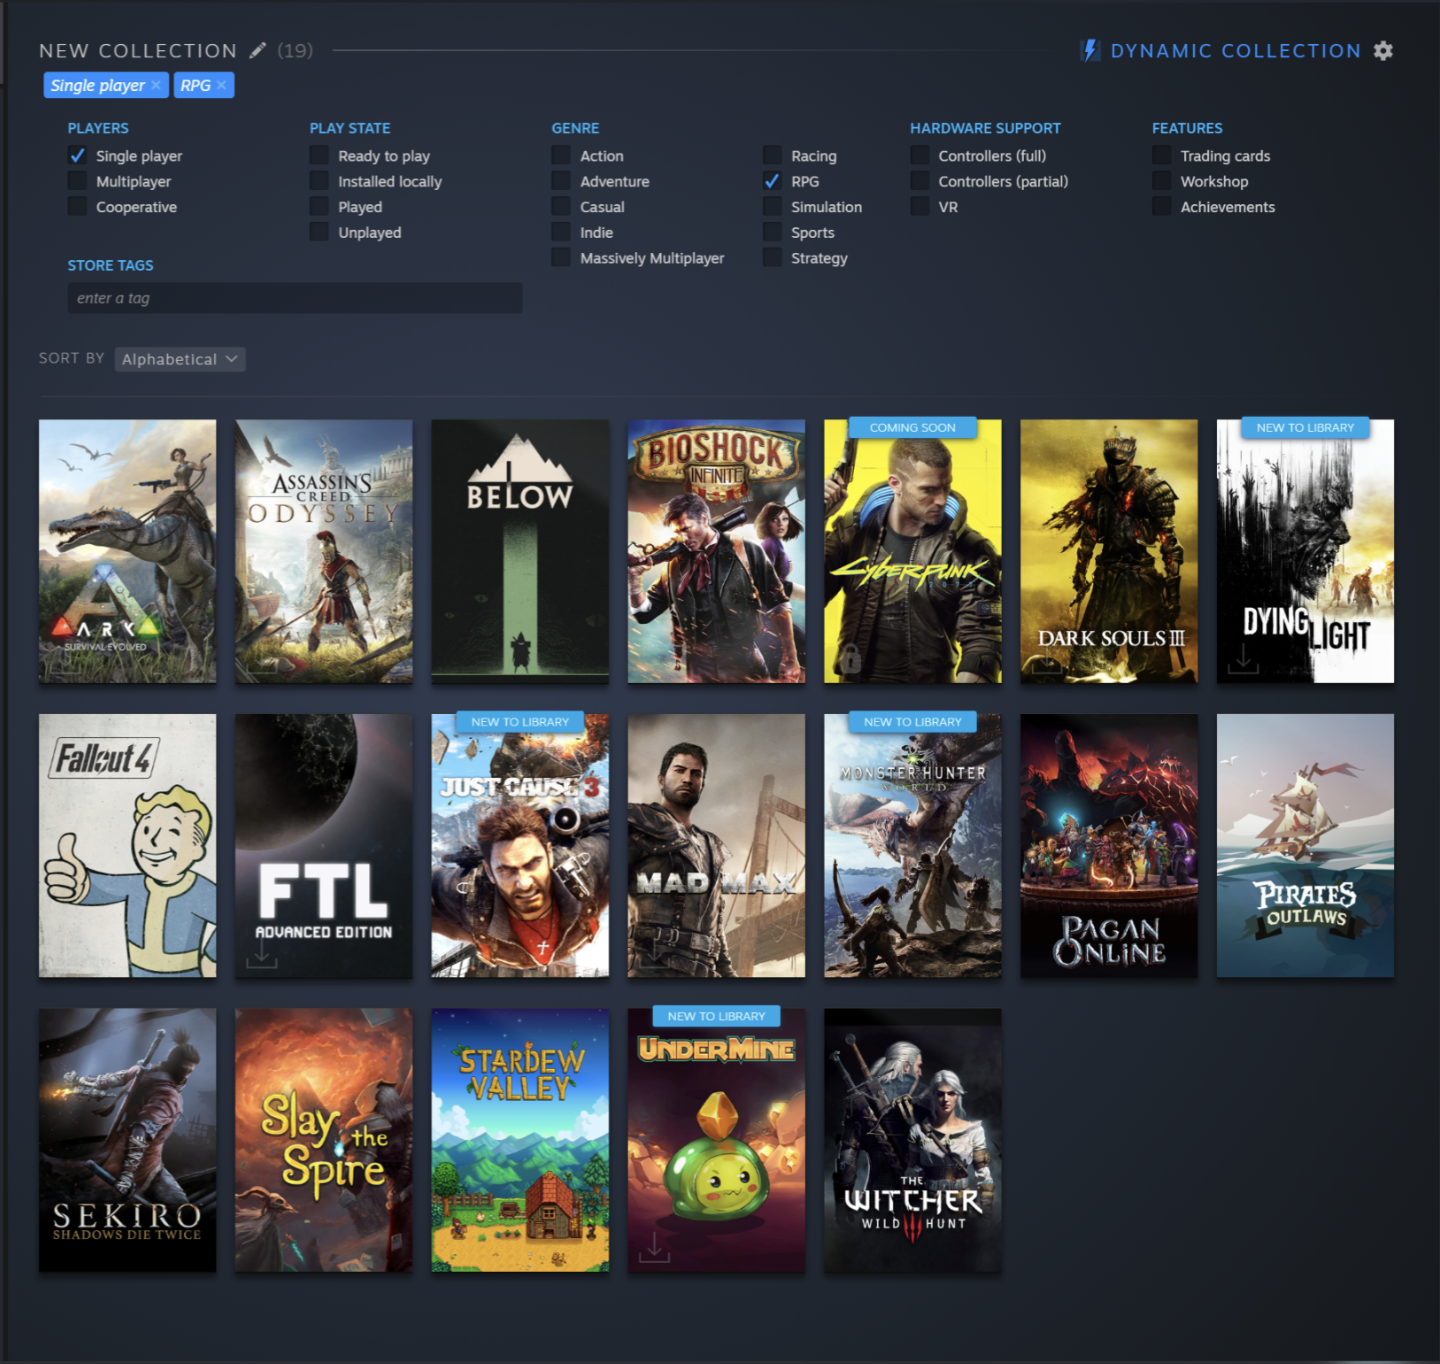 NEW COLLECTION (19)
DYNAMIC COLLECTION
Single player × RPG ×
PLAYERS
Single player
Multiplayer
Cooperative
PLAY STATE
Ready to play
Installed locally
Played
Unplayed
GENRE
Action
Adventure
Casual
Indie
Massively Multiplayer
Racing
RPG
Simulation
Sports
Strategy
HARDWARE SUPPORT
Controllers (full)
Controllers (partial)
VR
FEATURES
Trading cards
Workshop
Achievements
STORE TAGS
enter a tag
SORT BY Alphabetical
ARK
SURVIVAL EVOLVED
ASSASSIN'S
CREED
ODYSSEY
BELOW
BIOSHOCK
INFINITE
COMING SOON
CYBERPUNK
DARK SOULS III
NEW TO LIBRARY
DYING
LIGHT
Fallout 4
FTL
ADVANCED EDITION
NEW TO LIBRARY
JUST CAUSE 3
MAD MAX
NEW TO LIBRARY
MONSTER HUNTER
WORLD
PAGAN
ONLINE
PIRATES
OUTLAWS
SEKIRO
SHADOWS DIE TWICE
Slay
the
Spire
STARDEW
VALLEY
NEW TO LIBRARY
UNDERMINE
THE
WITCHER
WILD HUNT